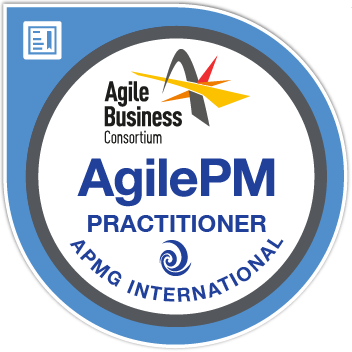 Agile
Business
Consortium
AgilePM
PRACTITIONER
APMG INTERNATIONAL